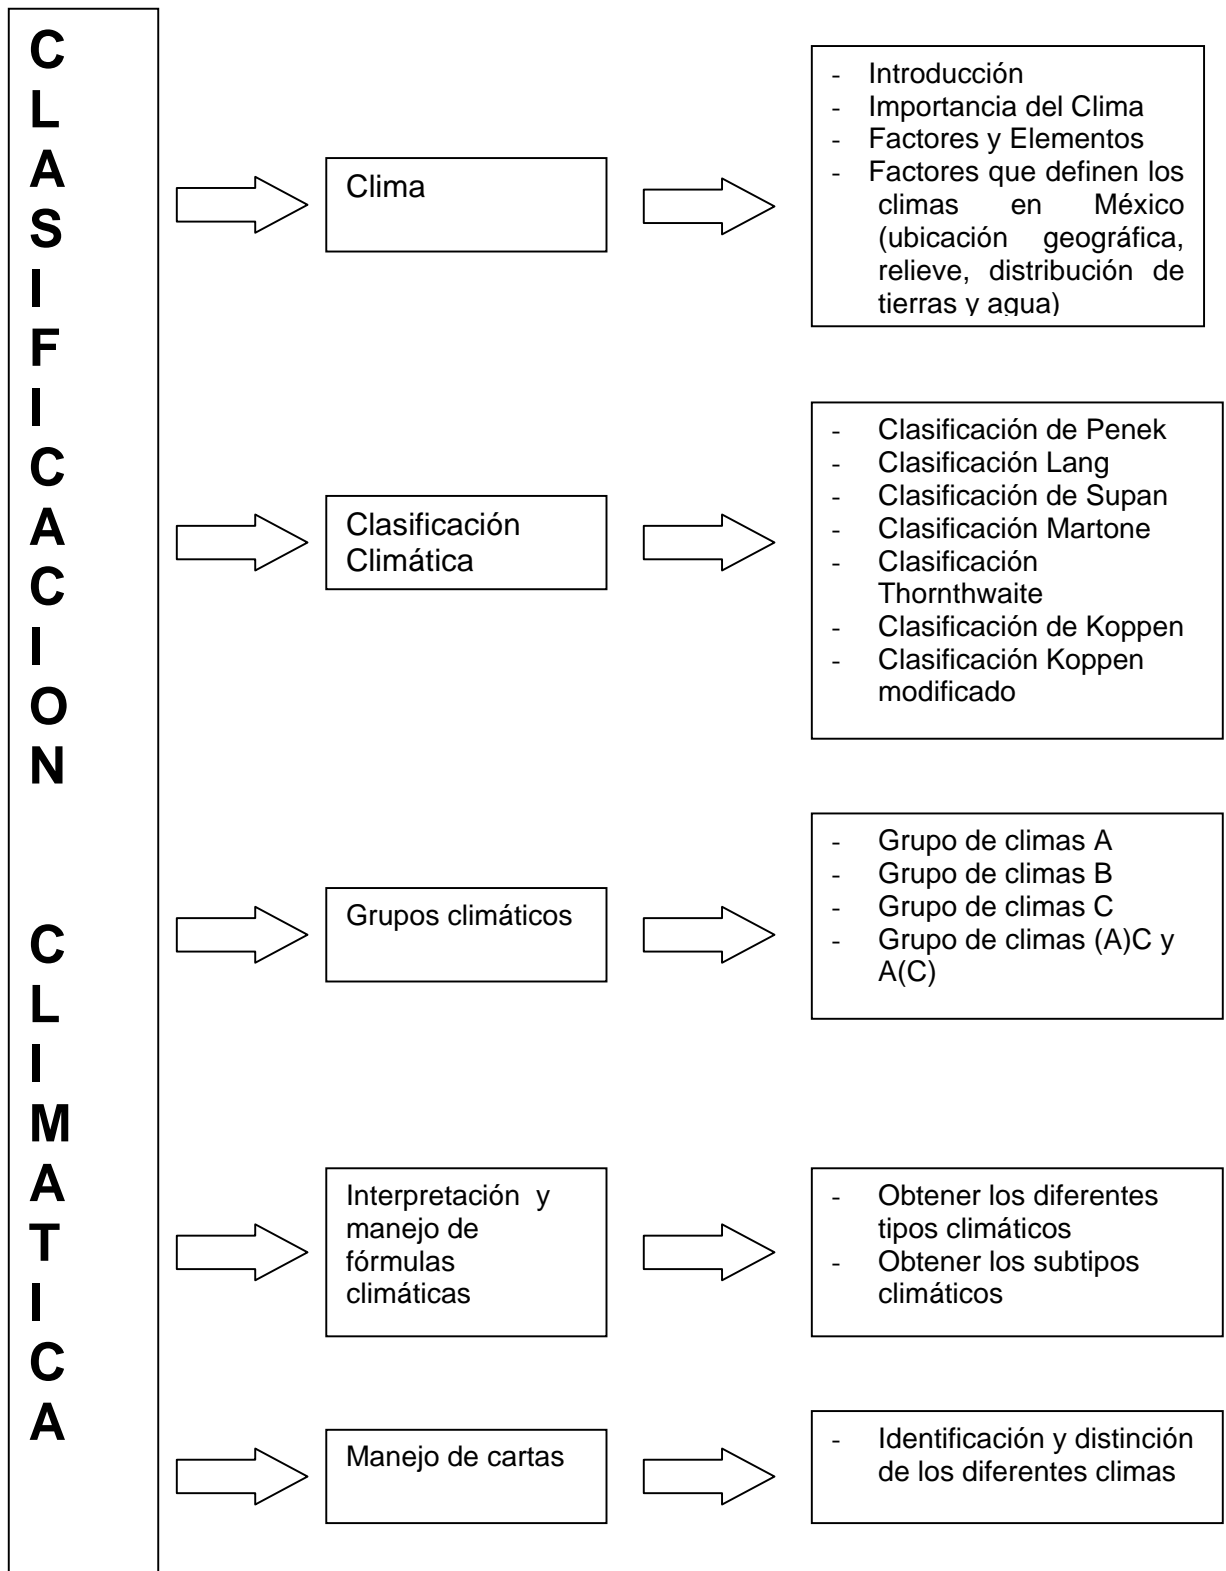 CLASIFICACION CLIMATICA
Clima
- Introducción
- Importancia del Clima
- Factores y Elementos
- Factores que definen los
climas en México
(ubicación geográfica,
relieve, distribución de
tierras y agua)
Clasificación
Climática
- Clasificación de Penek
- Clasificación Lang
- Clasificación de Supan
- Clasificación Martone
- Clasificación
Thornthwaite
- Clasificación de Koppen
- Clasificación Koppen
modificado
Grupos climáticos
- Grupo de climas A
- Grupo de climas B
- Grupo de climas C
- Grupo de climas (A)C y
A(C)
Interpretación y
manejo de
fórmulas
climáticas
- Obtener los diferentes
tipos climáticos
- Obtener los subtipos
climáticos
Manejo de cartas
- Identificación y distinción
de los diferentes climas